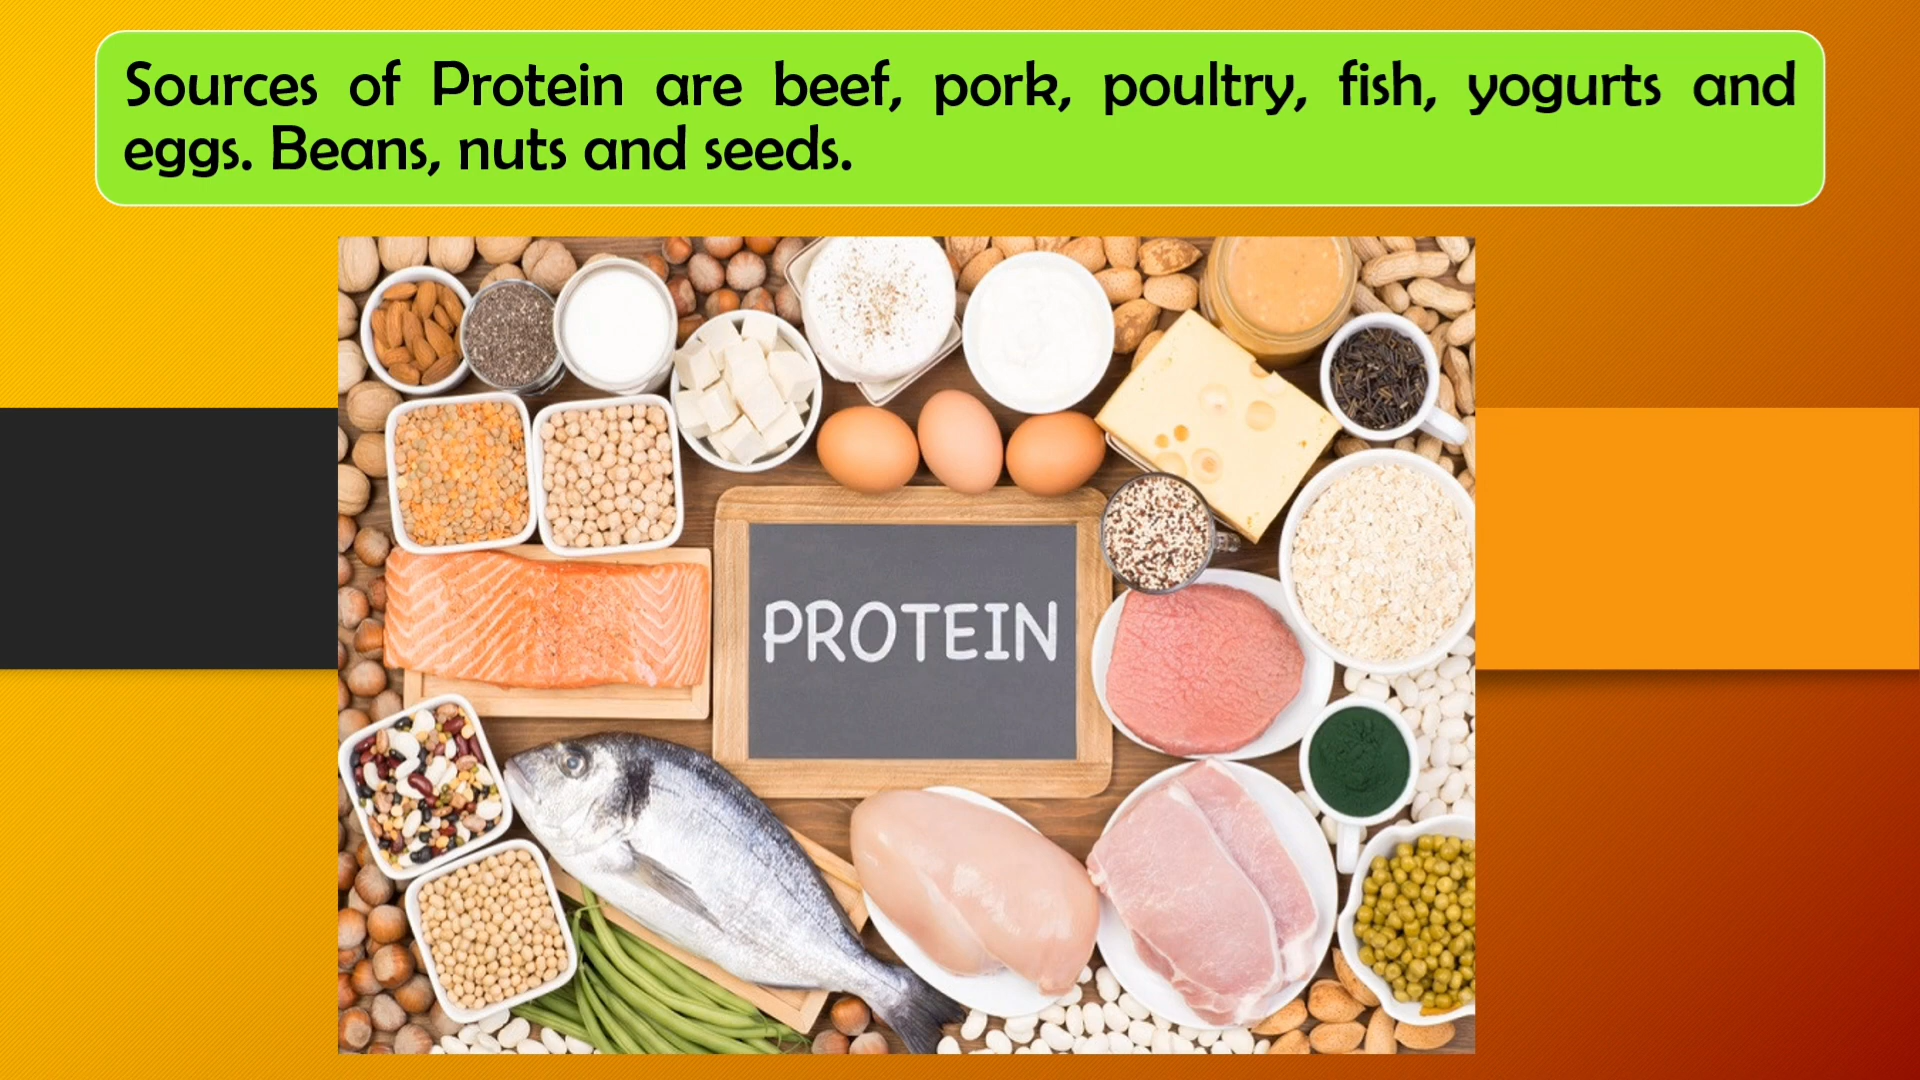 Sources of Protein are beef, pork, poultry, fish, yogurts and
eggs. Beans, nuts and seeds.
PROTEIN